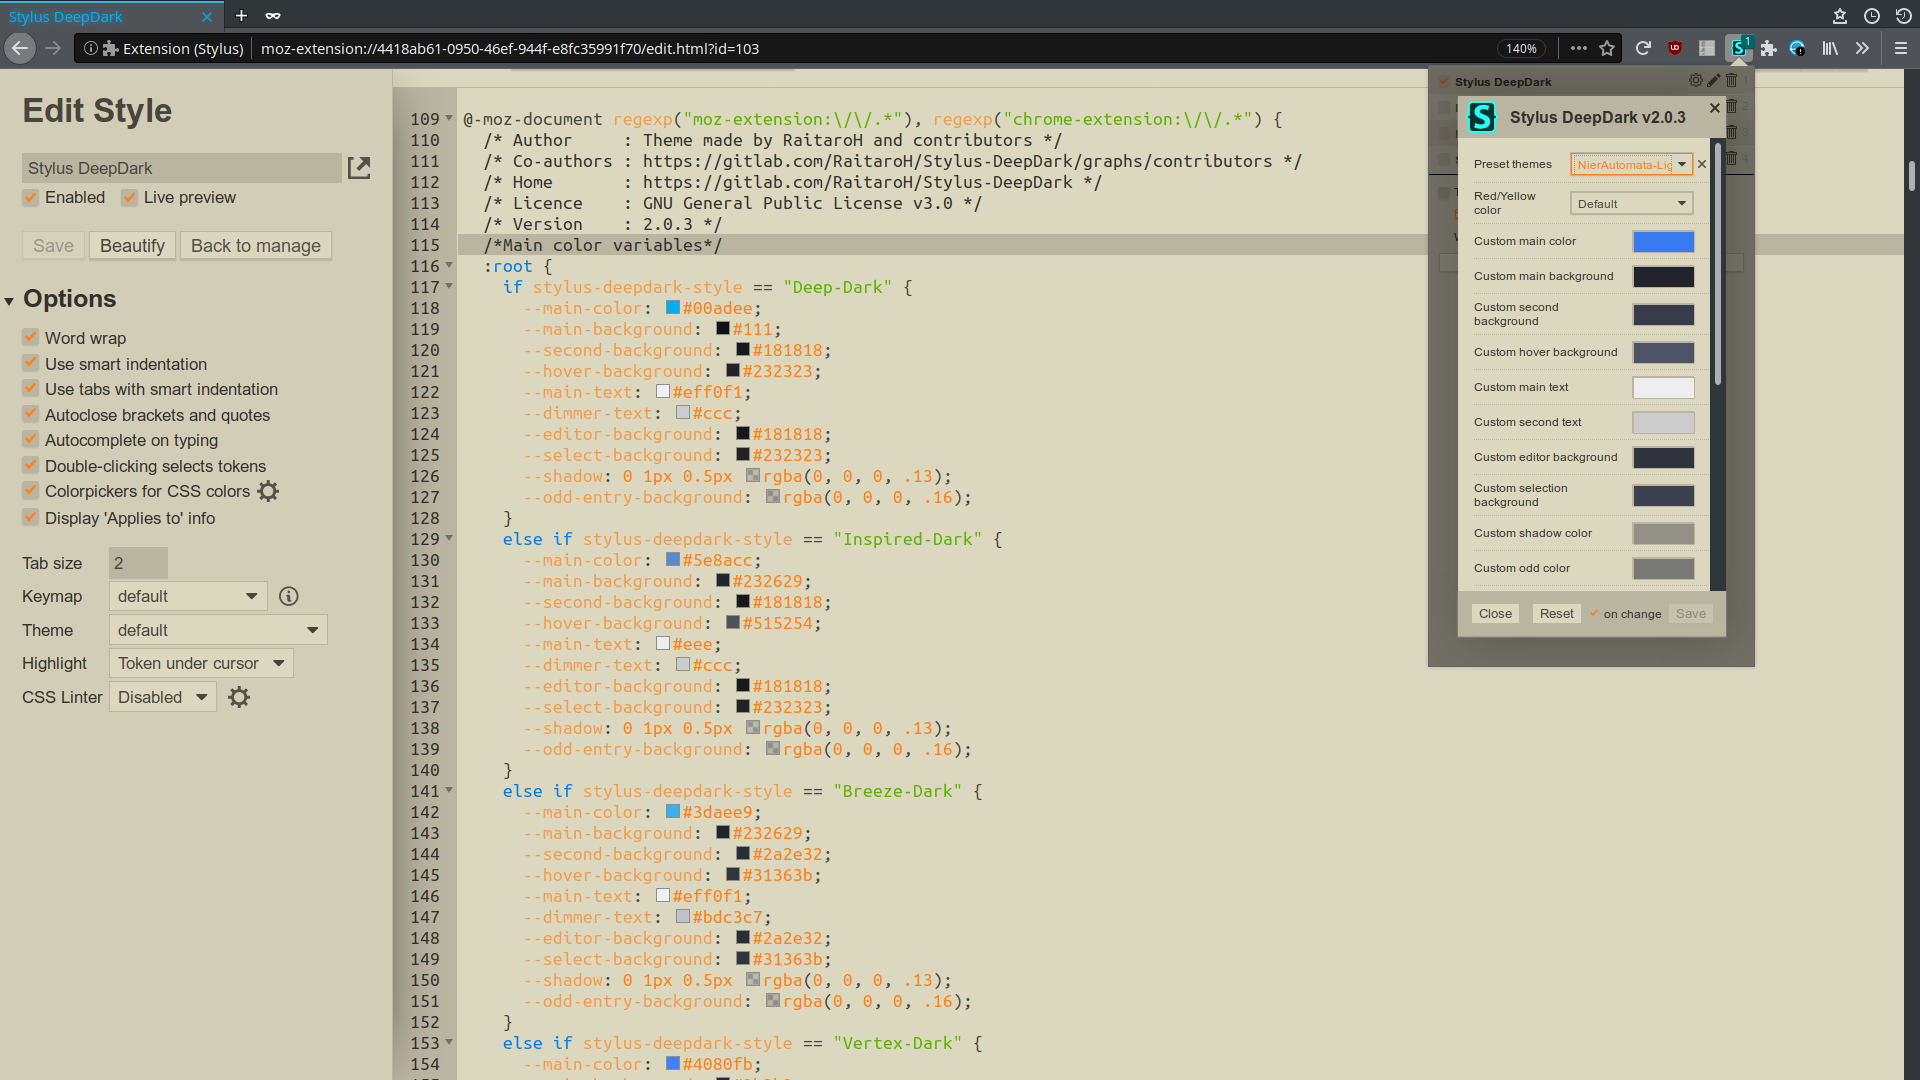 Stylus DeepDark
Extension (Stylus)
moz-extension://4418ab61-0950-46ef-944f-e8fc35991f70/edit.html?id=103
140%
1
Edit Style
Stylus DeepDark
Enabled
Live preview
Save
Beautify
Back to manage
Options
Word wrap
Use smart indentation
Use tabs with smart indentation
Autoclose brackets and quotes
Autocomplete on typing
Double-clicking selects tokens
Colorpickers for CSS colors
Display 'Applies to' info
Tab size 2
Keymap default
Theme default
Highlight Token under cursor
CSS Linter Disabled
109 @-moz-document regexp("moz-extension:\/\/.*"), regexp("chrome-extension:\/\/.*") {
110 /* Author : Theme made by RaitaroH and contributors */
111 /* Co-authors : https://gitlab.com/RaitaroH/Stylus-DeepDark/graphs/contributors */
112 /* Home : https://gitlab.com/RaitaroH/Stylus-DeepDark */
113 /* Licence : GNU General Public License v3.0 */
114 /* Version : 2.0.3 */
115 /*Main color variables*/
116 :root {
117 if stylus-deepdark-style == "Deep-Dark" {
118 --main-color: #00adee;
119 --main-background: #111;
120 --second-background: #181818;
121 --hover-background: #232323;
122 --main-text: #eff0f1;
123 --dimmer-text: #ccc;
124 --editor-background: #181818;
125 --select-background: #232323;
126 --shadow: 0 1px 0.5px rgba(0, 0, 0, .13);
127 --odd-entry-background: rgba(0, 0, 0, .16);
128 }
129 else if stylus-deepdark-style == "Inspired-Dark" {
130 --main-color: #5e8acc;
131 --main-background: #232629;
132 --second-background: #181818;
133 --hover-background: #515254;
134 --main-text: #eee;
135 --dimmer-text: #ccc;
136 --editor-background: #181818;
137 --select-background: #232323;
138 --shadow: 0 1px 0.5px rgba(0, 0, 0, .13);
139 --odd-entry-background: rgba(0, 0, 0, .16);
140 }
141 else if stylus-deepdark-style == "Breeze-Dark" {
142 --main-color: #3daee9;
143 --main-background: #232629;
144 --second-background: #2a2e32;
145 --hover-background: #31363b;
146 --main-text: #eff0f1;
147 --dimmer-text: #bdc3c7;
148 --editor-background: #2a2e32;
149 --select-background: #31363b;
150 --shadow: 0 1px 0.5px rgba(0, 0, 0, .13);
151 --odd-entry-background: rgba(0, 0, 0, .16);
152 }
153 else if stylus-deepdark-style == "Vertex-Dark" {
154 --main-color: #4080fb;
Stylus DeepDark
Stylus DeepDark v2.0.3
Preset themes NierAutomata-Lig
Red/Yellow
color
Default
Custom main color
Custom main background
Custom second
background
Custom hover background
Custom main text
Custom second text
Custom editor background
Custom selection
background
Custom shadow color
Custom odd color
Close
Reset
on change
Save